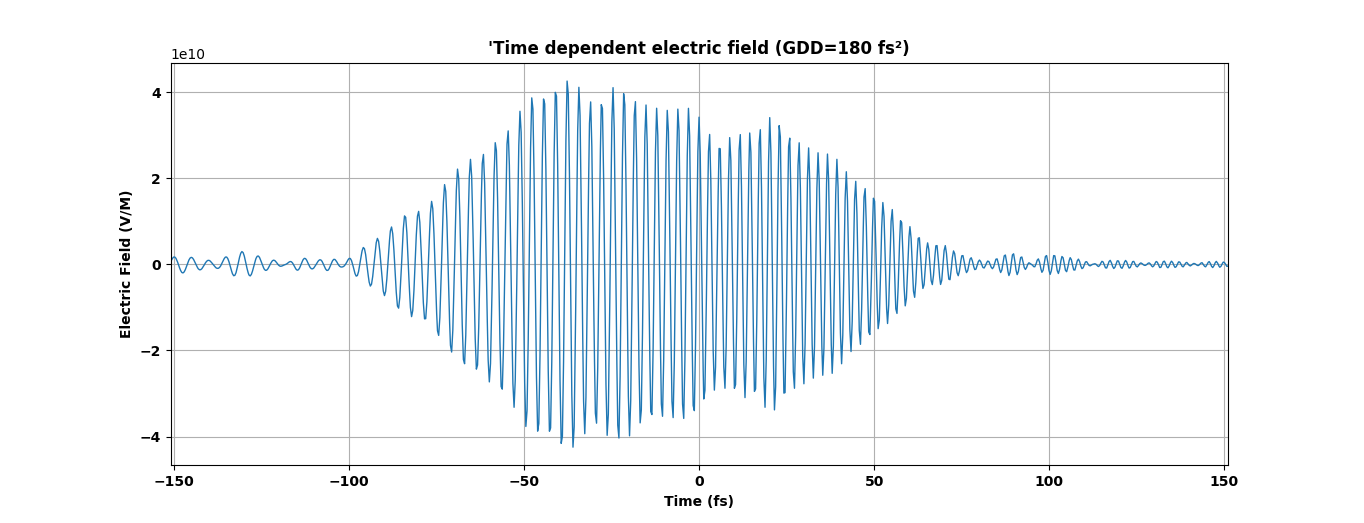 'Time dependent electric field (GDD=180 fs²)
1e10
4
2
0
−2
−4
Electric Field (V/M)
−150 −100 −50 0 50 100 150
Time (fs)